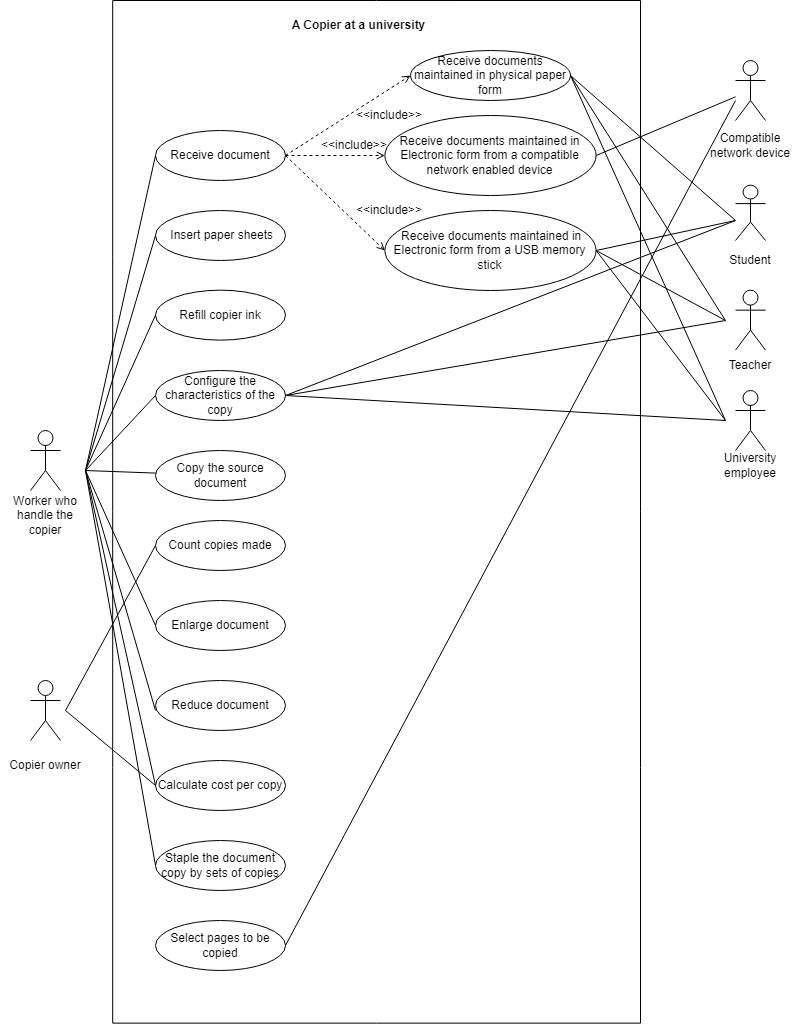 A Copier at a university
Receive documents
maintained in physical paper
form
<<include>>
Compatible
network device
Receive document
<<include>>
Receive documents maintained in
Electronic form from a compatible
network enabled device
<<include>>
Insert paper sheets
Receive documents maintained in
Electronic form from a USB memory
stick
Student
Refill copier ink
Teacher
Configure the
characteristics of the
copy
University
employee
Copy the source
document
Worker who
handle the
copier
Count copies made
Enlarge document
Reduce document
Copier owner
Calculate cost per copy
Staple the document
copy by sets of copies
Select pages to be
copied